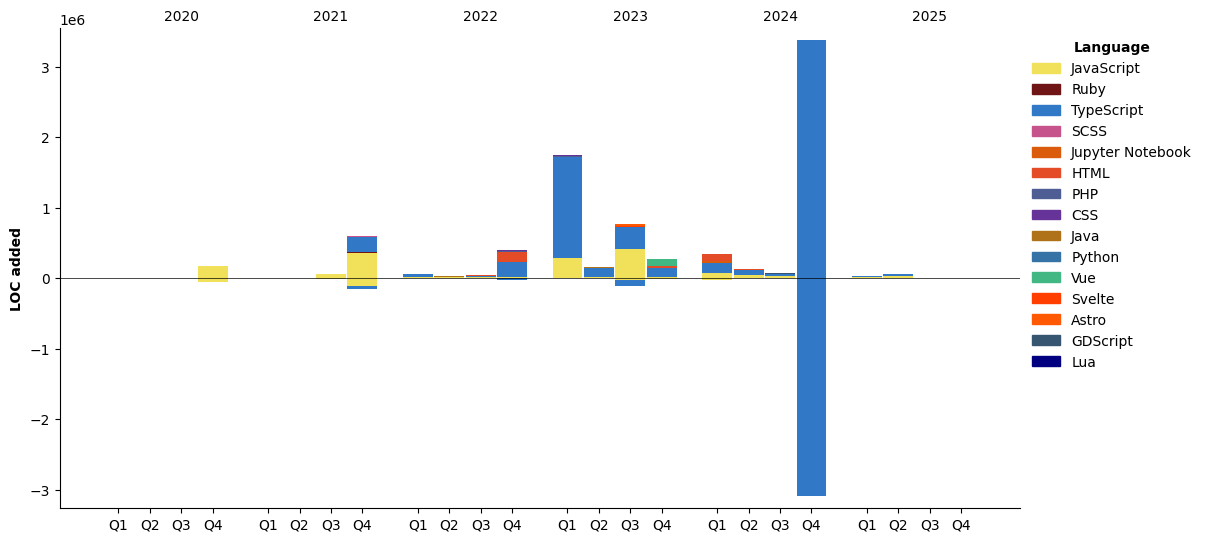 1e6
2020 2021 2022 2023 2024 2025
LOC added
3
2
1
0
−1
−2
−3
Q1 Q2 Q3 Q4 Q1 Q2 Q3 Q4 Q1 Q2 Q3 Q4 Q1 Q2 Q3 Q4 Q1 Q2 Q3 Q4 Q1 Q2 Q3 Q4
Language
JavaScript
Ruby
TypeScript
SCSS
Jupyter Notebook
HTML
PHP
CSS
Java
Python
Vue
Svelte
Astro
GDScript
Lua